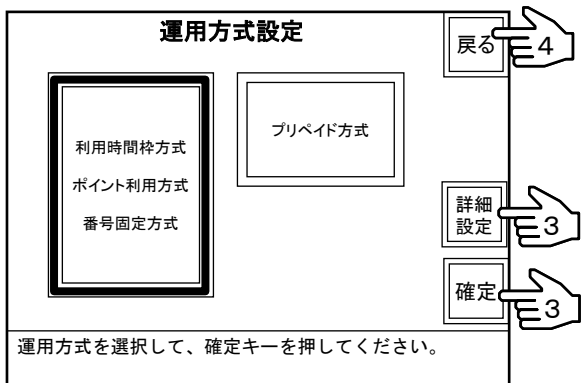 運用方式設定
戻る
4
利用時間枠方式
ポイント利用方式
番号固定方式
プリペイド方式
詳細
設定
3
確定
3
運用方式を選択して、確定キーを押してください。